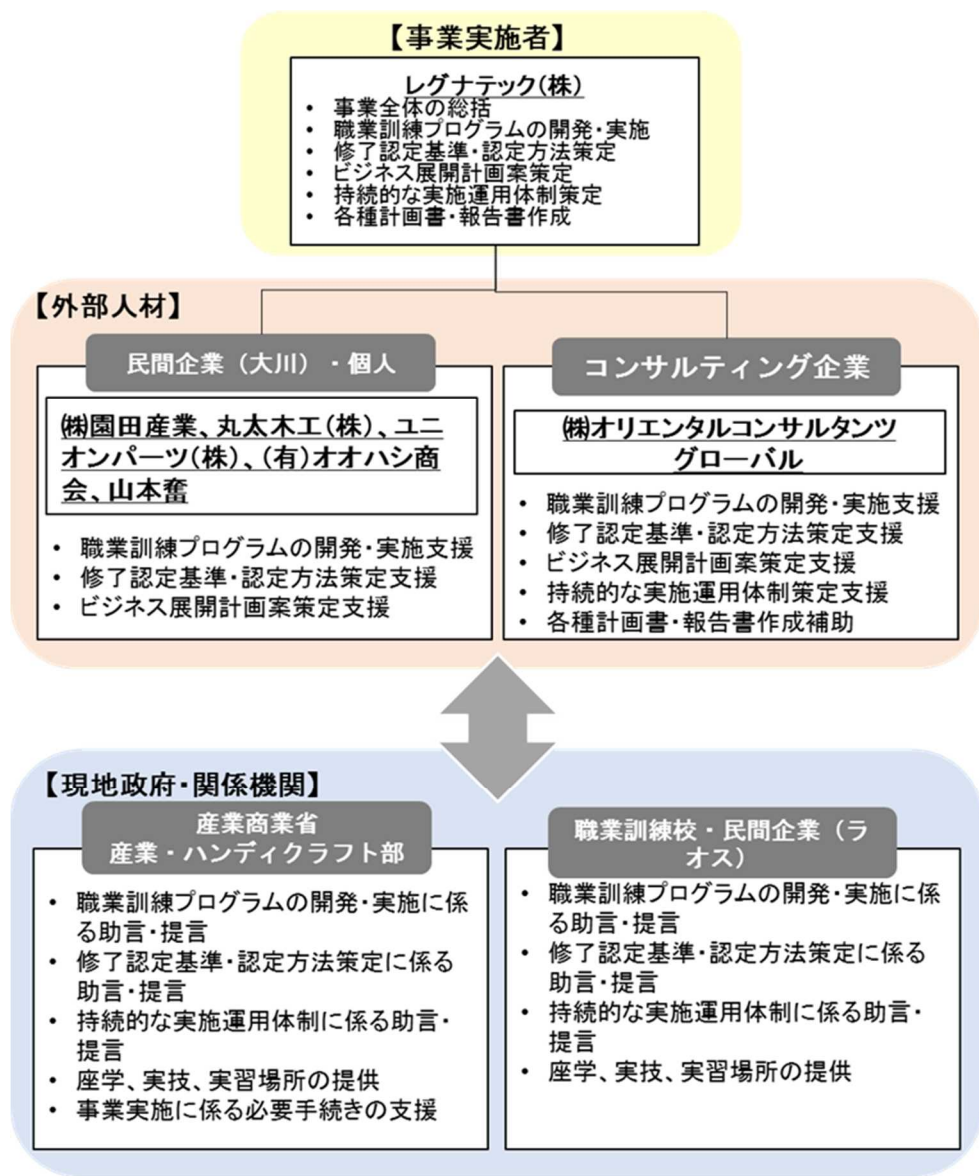 【事業実施者】
レグナテック(株)
• 事業全体の総括
• 職業訓練プログラムの開発・実施
• 修了認定基準・認定方法策定
• ビジネス展開計画案策定
• 持続的な実施運用体制策定
• 各種計画書・報告書作成
【外部人材】
民間企業（大川）・個人
㈱園田産業、丸太木工(株)、ユニ
オンパーツ(株)、(有)オオハシ商
会、山本奮
• 職業訓練プログラムの開発・実施支援
• 修了認定基準・認定方法策定支援
• ビジネス展開計画案策定支援
コンサルティング企業
㈱オリエンタルコンサルタンツ
グローバル
• 職業訓練プログラムの開発・実施支援
• 修了認定基準・認定方法策定支援
• ビジネス展開計画案策定支援
• 持続的な実施運用体制策定支援
• 各種計画書・報告書作成補助
【現地政府・関係機関】
産業商業省
産業・ハンディクラフト部
• 職業訓練プログラムの開発・実施に係
る助言・提言
• 修了認定基準・認定方法策定に係る
助言・提言
• 持続的な実施運用体制に係る助言・
提言
• 座学、実技、実習場所の提供
• 事業実施に係る必要手続きの支援
職業訓練校・民間企業（ラ
オス）
• 職業訓練プログラムの開発・実施に係
る助言・提言
• 修了認定基準・認定方法策定に係る
助言・提言
• 持続的な実施運用体制に係る助言・
提言
• 座学、実技、実習場所の提供